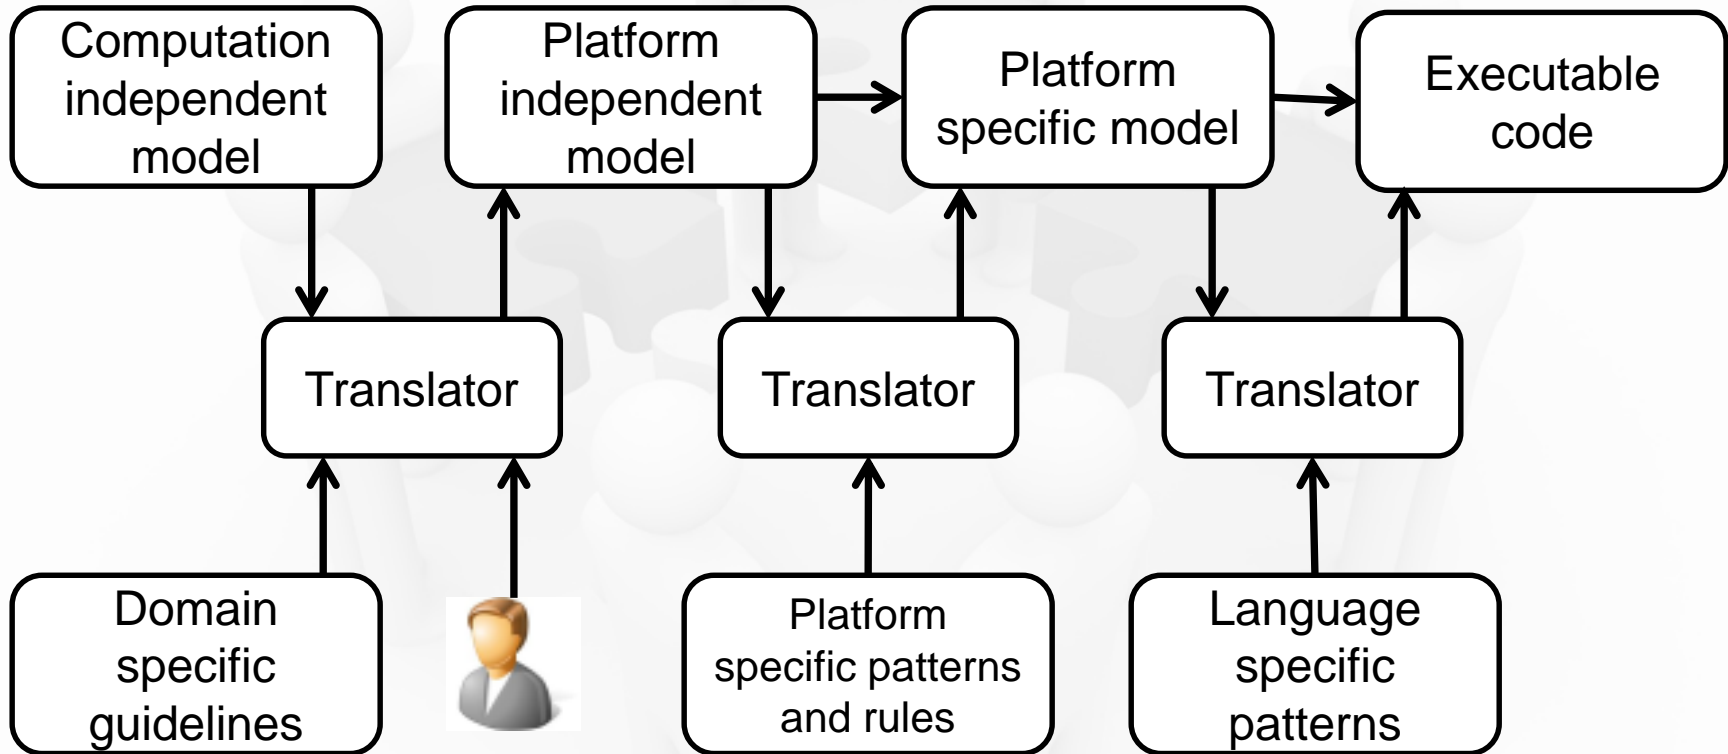 Computation
independent
model
Platform
independent
model
Platform
specific model
Executable
code
Translator
Translator
Translator
Domain
specific
guidelines
Platform
specific patterns
and rules
Language
specific
patterns